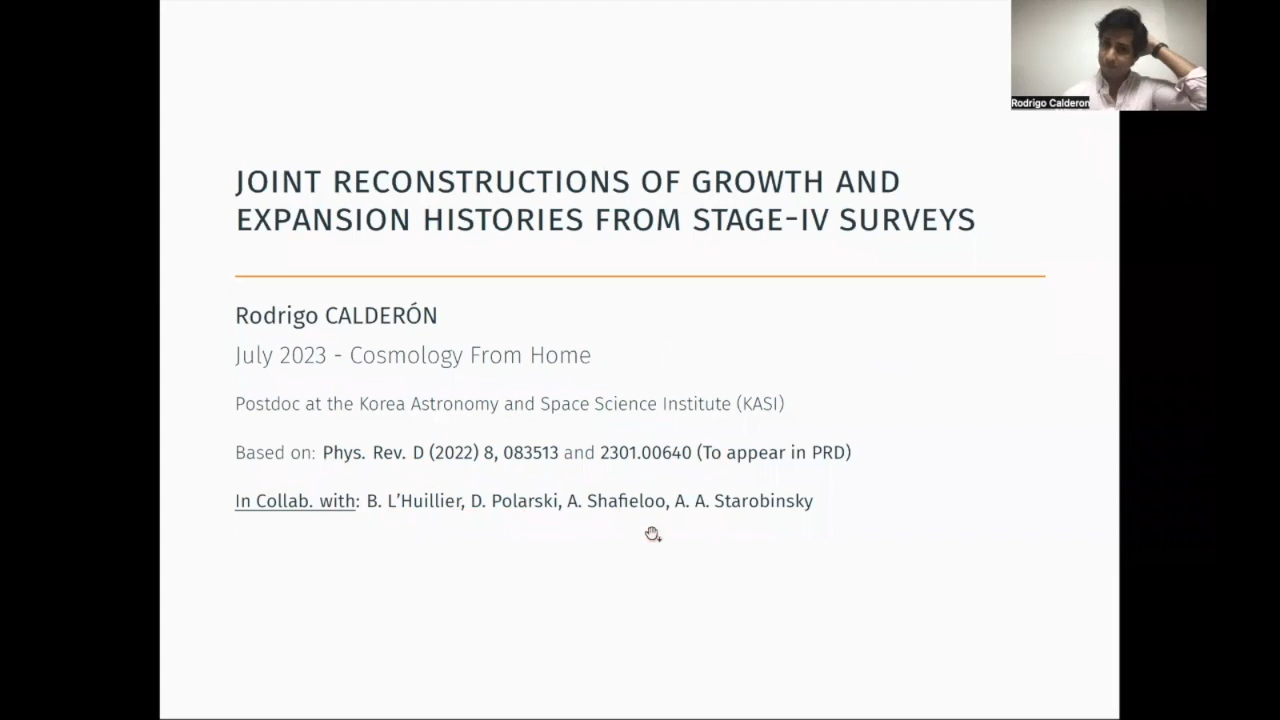 Rodrigo Calderon
JOINT RECONSTRUCTIONS OF GROWTH AND
EXPANSION HISTORIES FROM STAGE-IV SURVEYS
Rodrigo CALDERÓN
July 2023 - Cosmology From Home
Postdoc at the Korea Astronomy and Space Science Institute (KASI)
Based on: Phys. Rev. D (2022) 8, 083513 and 2301.00640 (To appear in PRD)
In Collab. with: B. L'Huillier, D. Polarski, A. Shafieloo, A. A. Starobinsky